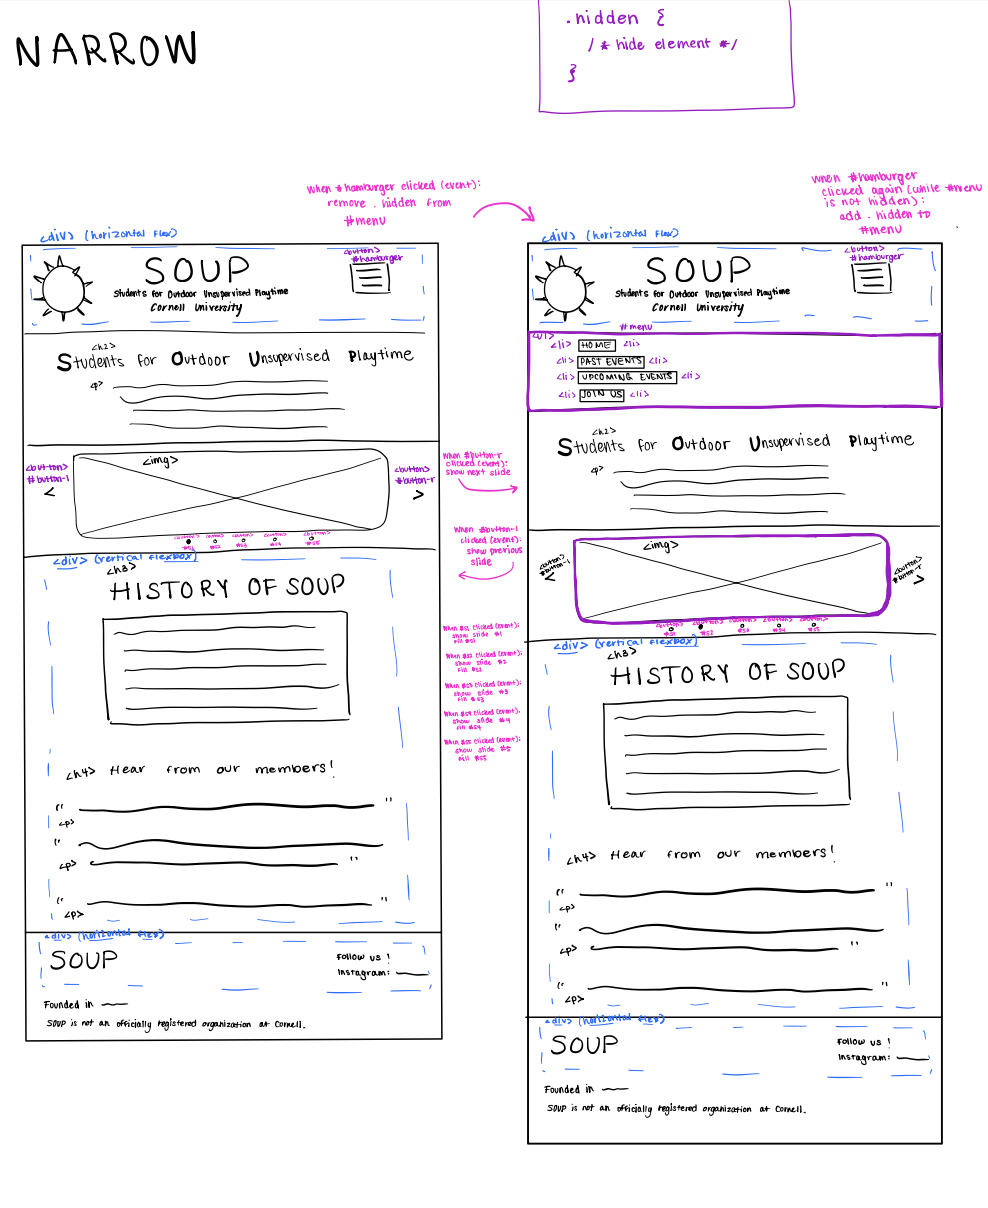 NARROW
.hidden {
/* hide element */
}
When #hamburger clicked (event):
remove .hidden from
#menu
when #hamburger
clicked again (while #menu
is not hidden):
add .hidden to
#menu
<div> (horizontal flex)
<button>
#hamburger
SOUP
Students for Outdoor Unsupervised Playtime
Cornell University
<h2>
Students for Outdoor Unsupervised Playtime
<p>
<button>
#button-l
<
<img>
<button>
#button-r
>
<button> <button> <button> <button> <button>
#S1 #S2 #S3 #S4 #S5
<div> (vertical flexbox)
<h3>
HISTORY OF SOUP
<h4> Hear from our members!
" "
<p>
"
<p> "
" "
<p>
<div> (horizontal flex)
SOUP
Follow us !
Instagram:
Founded in
SOUP is not an officially registered organization at Cornell.
When #button-r
clicked (event):
show next slide
When #button-l
clicked (event):
show previous
slide
When #S1 clicked (event):
show slide #1
fill #S1
When #S2 clicked (event):
show slide #2
fill #S2
When #S3 clicked (event):
show slide #3
fill #S3
When #S4 clicked (event):
show slide #4
fill #S4
When #S5 clicked (event):
show slide #5
fill #S5
<div> (horizontal flex)
<button>
#hamburger
SOUP
Students for Outdoor Unsupervised Playtime
Cornell University
#menu
<ul>
<li> HOME <li>
<li> PAST EVENTS <li>
<li> UPCOMING EVENTS <li>
<li> JOIN US <li>
<h2>
Students for Outdoor Unsupervised Playtime
<p>
<button>
#button-l
<
<img>
<button>
#button-r
>
<button> <button> <button> <button> <button>
#S1 #S2 #S3 #S4 #S5
<div> (vertical flexbox)
<h3>
HISTORY OF SOUP
<h4> Hear from our members!
" "
<p>
"
<p> "
" "
<p>
<div> (horizontal flex)
SOUP
Follow us !
Instagram:
Founded in
SOUP is not an officially registered organization at Cornell.